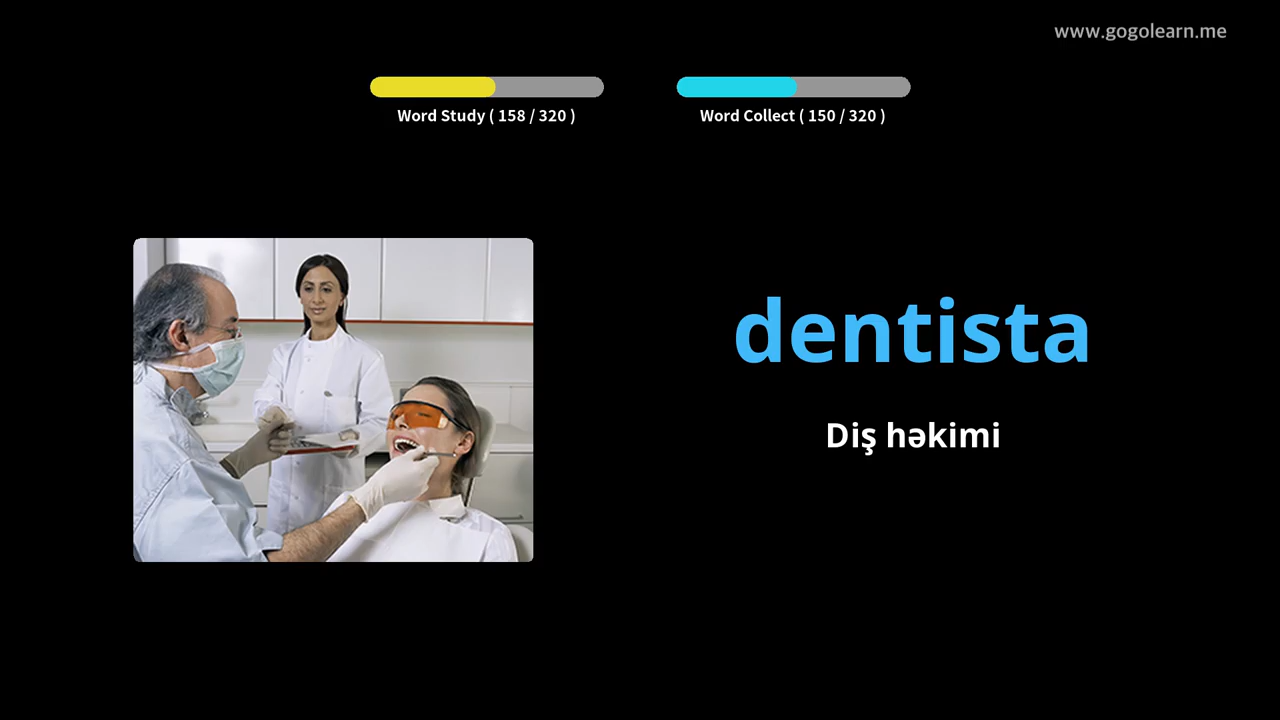 www.gogolearn.me
Word Study ( 158 / 320 )
Word Collect ( 150 / 320 )
dentista
Diş həkimi